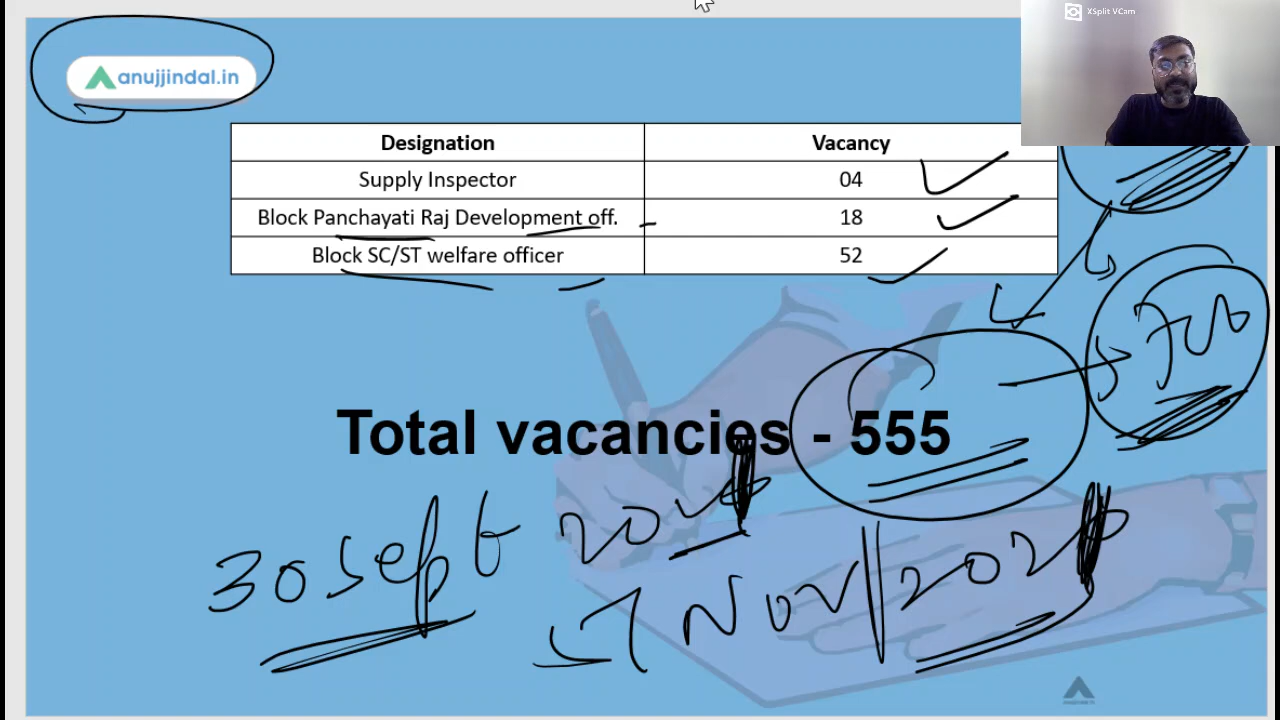 XSplit VCam
anujjindal.in
Designation Vacancy
Supply Inspector 04
Block Panchayati Raj Development off. 18
Block SC/ST welfare officer 52
Total vacancies - 555
30 Sept 2024
17 Nov 2024